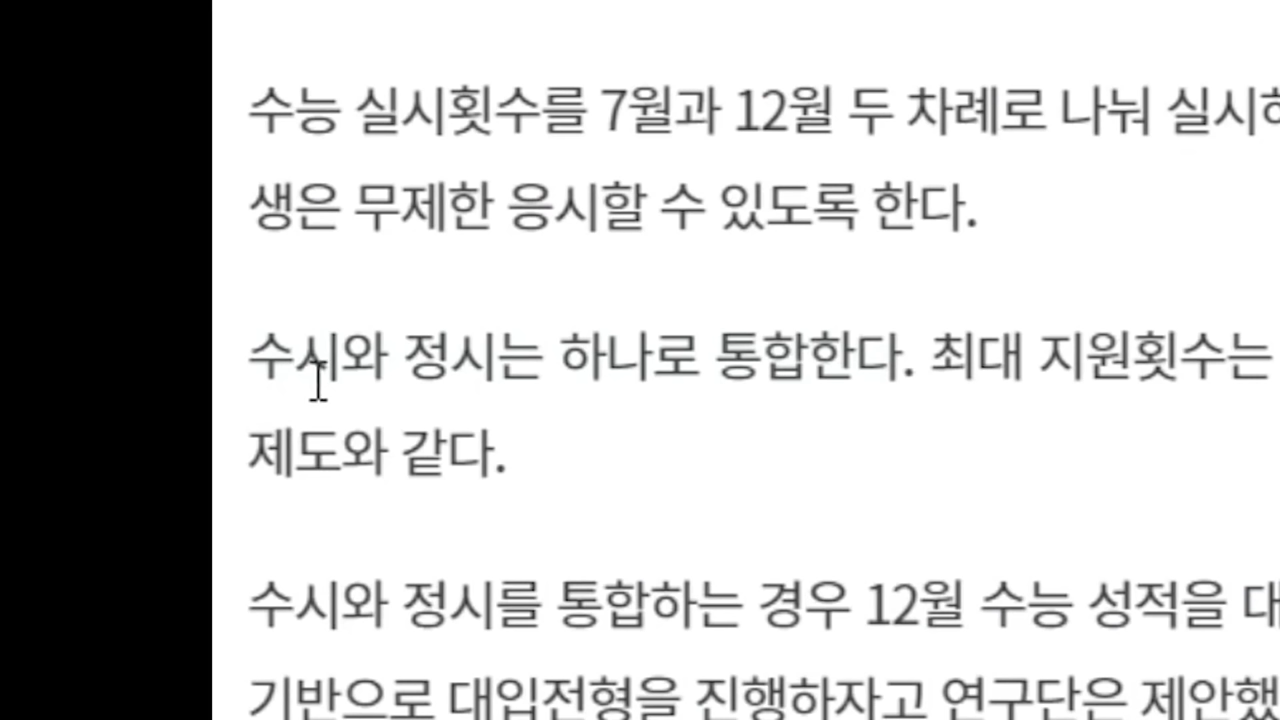 수능 실시횟수를 7월과 12월 두 차례로 나눠 실시하
생은 무제한 응시할 수 있도록 한다.
수시와 정시는 하나로 통합한다. 최대 지원횟수는
제도와 같다.
수시와 정시를 통합하는 경우 12월 수능 성적을 대
기반으로 대입전형을 진행하자고 연구단은 제안했